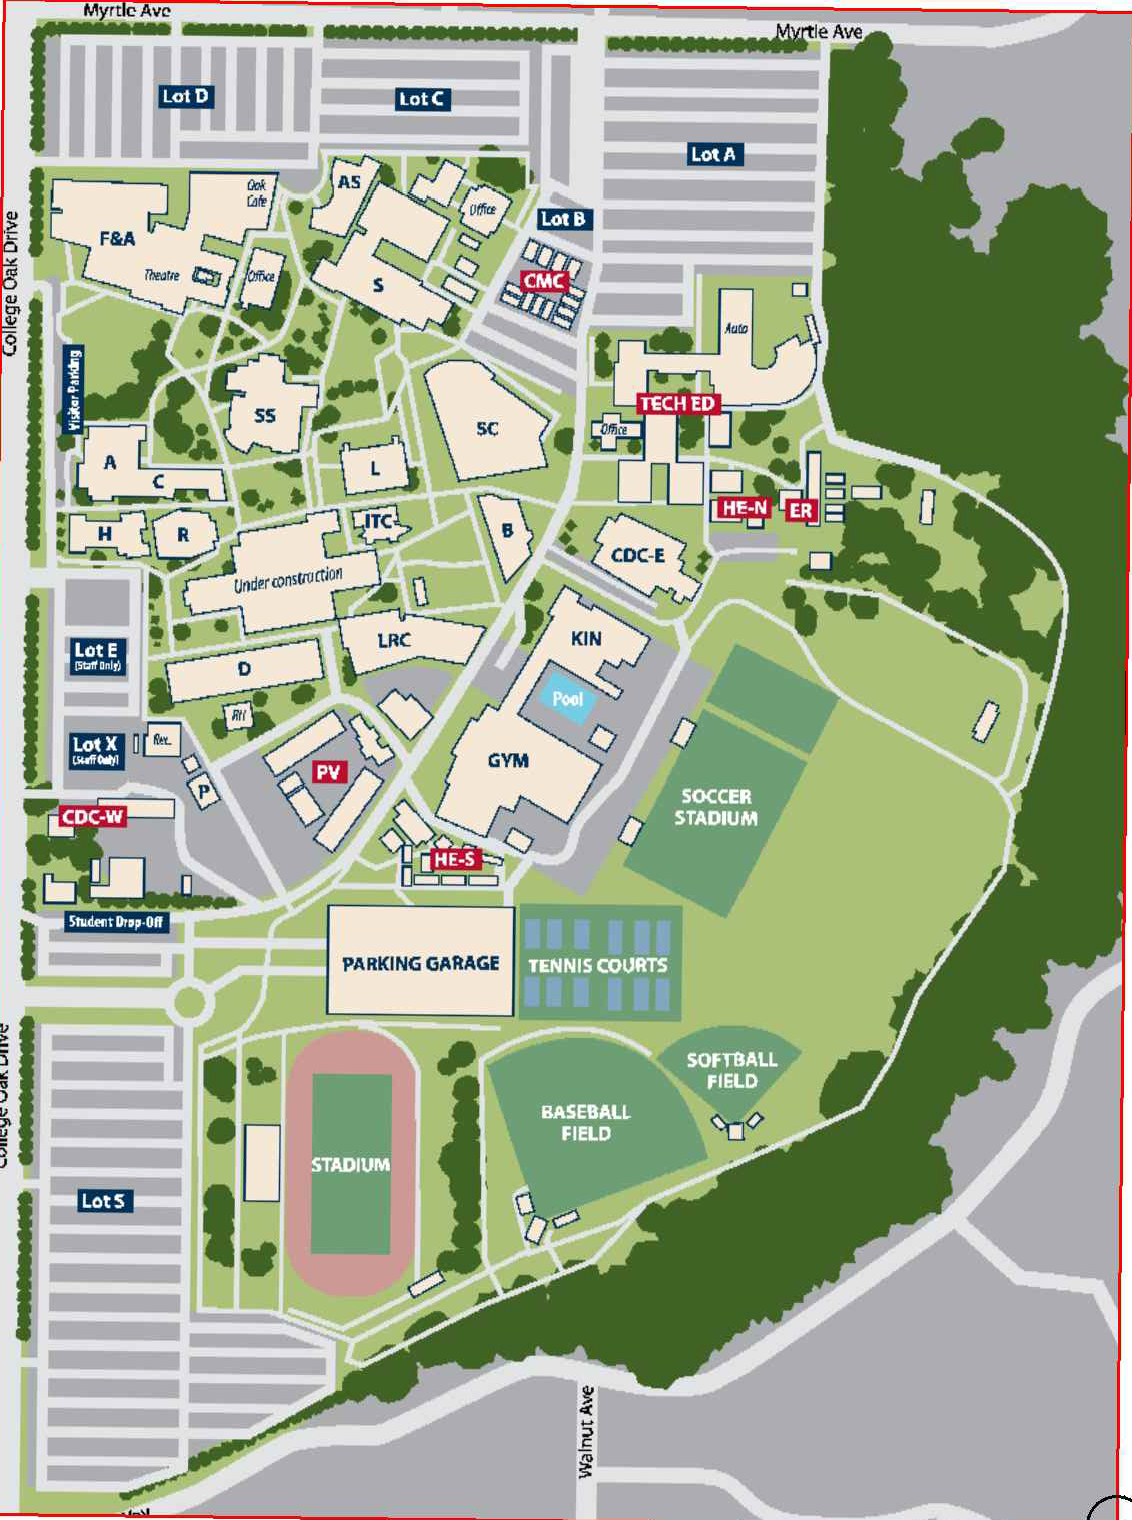 Myrtle Ave
Myrtle Ave
Lot D
Lot C
Lot A
Oak
Cafe
AS
Office
Lot B
F&A
Theatre
Office
S
CMC
College Oak Drive
Auto
Visitor Parking
SS
SC
TECH ED
Office
A
C
L
H
R
ITC
B
HE-N
ER
CDC-E
Under construction
LRC
KIN
Lot E
(Staff Only)
D
Pool
Lot X
(Staff Only)
Rec.
PV
GYM
P
SOCCER
STADIUM
CDC-W
HE-S
Student Drop-Off
PARKING GARAGE
TENNIS COURTS
College Oak Drive
SOFTBALL
FIELD
BASEBALL
FIELD
STADIUM
Lot S
Walnut Ave